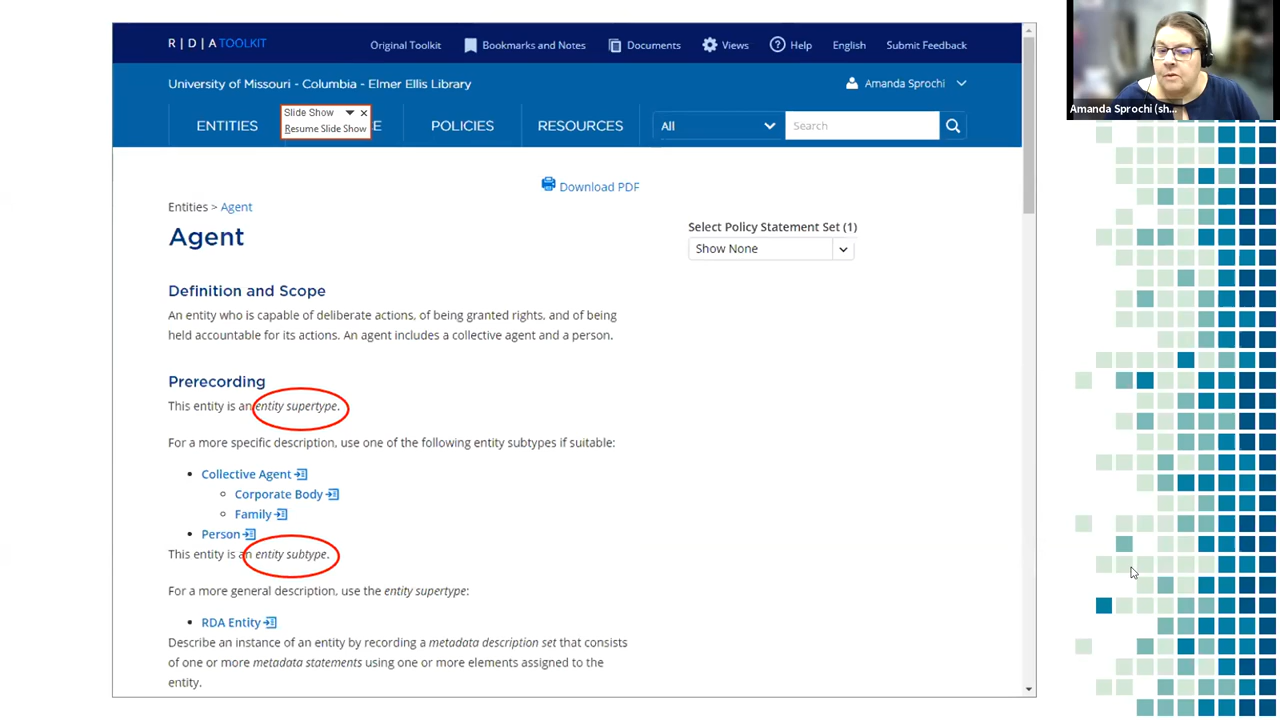 R | D | A TOOLKIT
Original Toolkit Bookmarks and Notes Documents Views Help English Submit Feedback
University of Missouri - Columbia - Elmer Ellis Library
Amanda Sprochi
Amanda Sprochi (sh...
Slide Show
Resume Slide Show
ENTITIES E POLICIES RESOURCES
All
Search
Download PDF
Entities > Agent
Agent
Select Policy Statement Set (1)
Show None
Definition and Scope
An entity who is capable of deliberate actions, of being granted rights, and of being
held accountable for its actions. An agent includes a collective agent and a person.
Prerecording
This entity is an entity supertype.
For a more specific description, use one of the following entity subtypes if suitable:
• Collective Agent
○ Corporate Body
○ Family
• Person
This entity is an entity subtype.
For a more general description, use the entity supertype:
• RDA Entity
Describe an instance of an entity by recording a metadata description set that consists
of one or more metadata statements using one or more elements assigned to the
entity.